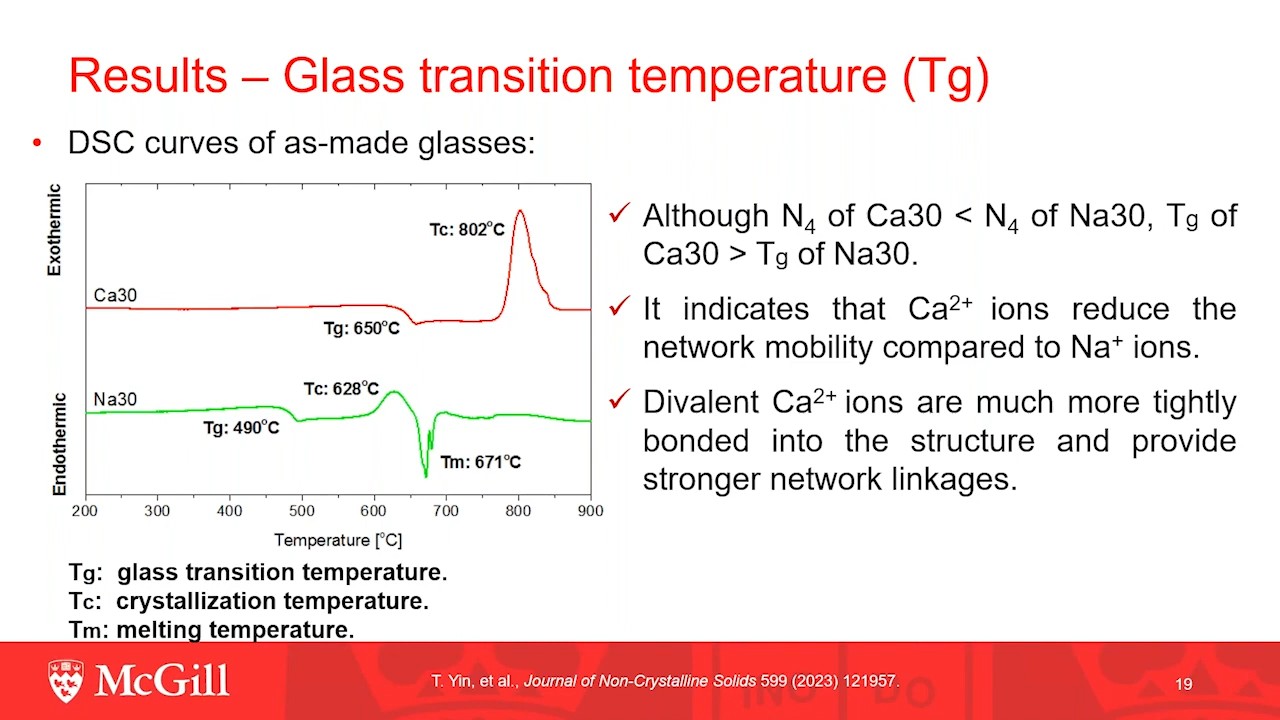 Results – Glass transition temperature (Tg)
• DSC curves of as-made glasses:
Exothermic
Endothermic
Tc: 802°C
Ca30
Tg: 650°C
Tc: 628°C
Na30
Tg: 490°C
Tm: 671°C
200 300 400 500 600 700 800 900
Temperature [°C]
Tg: glass transition temperature.
Tc: crystallization temperature.
Tm: melting temperature.
✓ Although N4 of Ca30 < N4 of Na30, Tg of
Ca30 > Tg of Na30.
✓ It indicates that Ca2+ ions reduce the
network mobility compared to Na+ ions.
✓ Divalent Ca2+ ions are much more tightly
bonded into the structure and provide
stronger network linkages.
McGill
T. Yin, et al., Journal of Non-Crystalline Solids 599 (2023) 121957.
IN DO
19